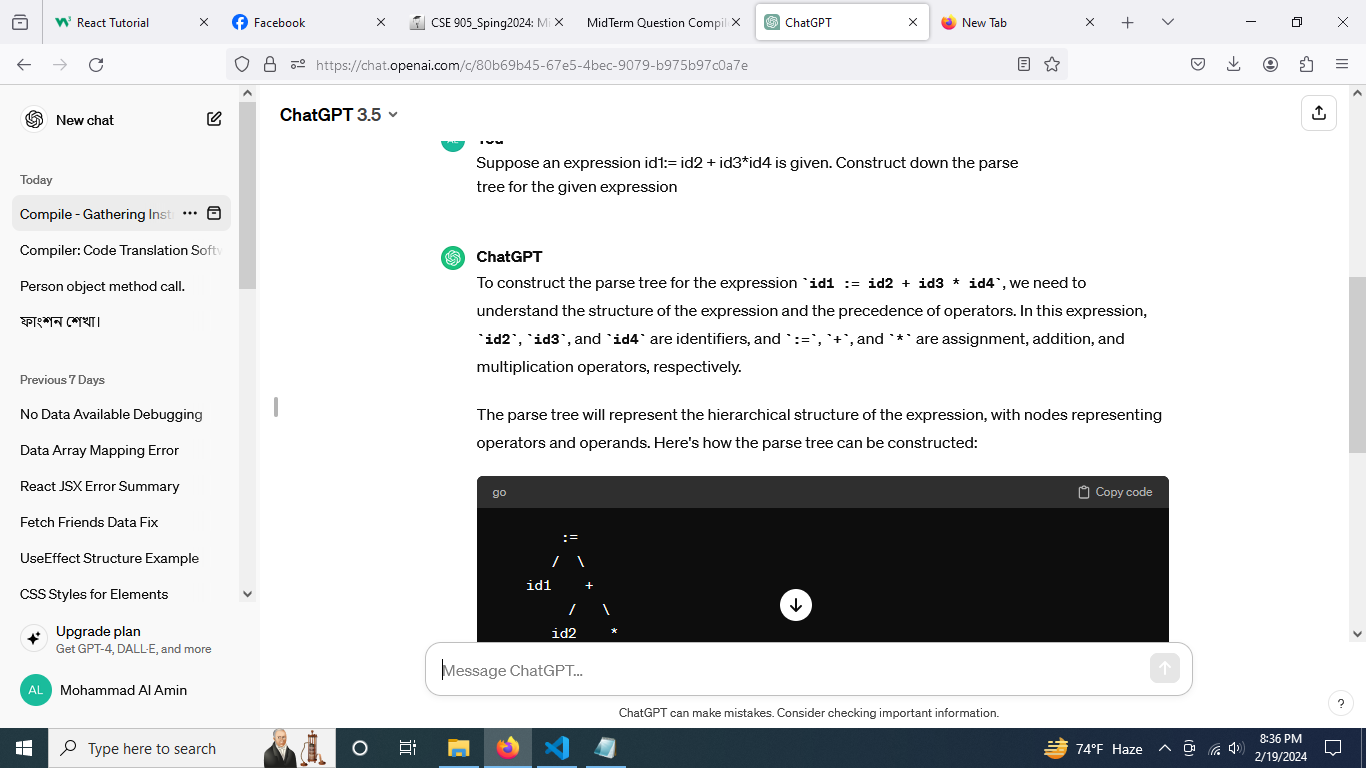 React Tutorial
Facebook
CSE 905_Sping2024: Mi
MidTerm Question Compil
ChatGPT
New Tab
https://chat.openai.com/c/80b69b45-67e5-4bec-9079-b975b97c0a7e
New chat
Today
Compile - Gathering Inst
Compiler: Code Translation Softw
Person object method call.
ফাংশন শেখা।
Previous 7 Days
No Data Available Debugging
Data Array Mapping Error
React JSX Error Summary
Fetch Friends Data Fix
UseEffect Structure Example
CSS Styles for Elements
Upgrade plan
Get GPT-4, DALL·E, and more
AL
Mohammad Al Amin
ChatGPT 3.5
You
Suppose an expression id1:= id2 + id3*id4 is given. Construct down the parse
tree for the given expression
ChatGPT
To construct the parse tree for the expression `id1 := id2 + id3 * id4`, we need to
understand the structure of the expression and the precedence of operators. In this expression,
`id2`, `id3`, and `id4` are identifiers, and `:=`, `+`, and `*` are assignment, addition, and
multiplication operators, respectively.
The parse tree will represent the hierarchical structure of the expression, with nodes representing
operators and operands. Here's how the parse tree can be constructed:
go
Copy code
:=
/ \
id1 +
/ \
id2 *
Message ChatGPT...
ChatGPT can make mistakes. Consider checking important information.
?
Type here to search
74°F Haze
8:36 PM
2/19/2024